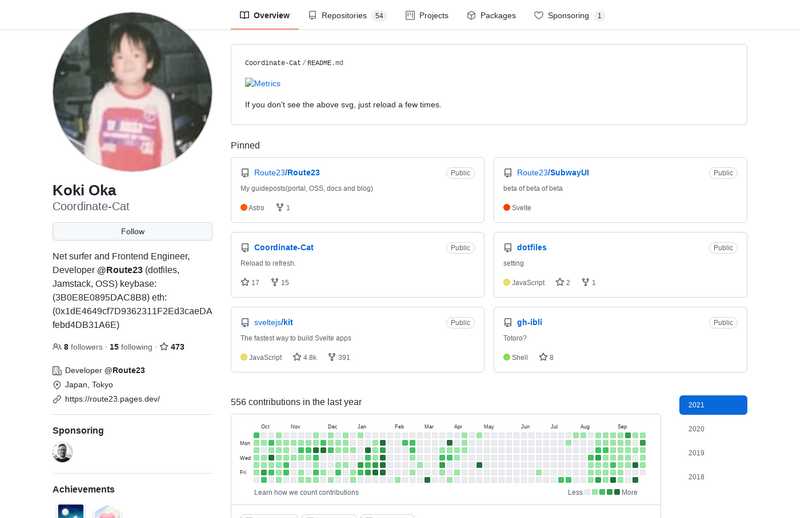 Overview
Repositories 54
Projects
Packages
Sponsoring 1
Coordinate-Cat / README.md
Metrics
If you don't see the above svg, just reload a few times.
Koki Oka
Coordinate-Cat
Follow
Net surfer and Frontend Engineer,
Developer @Route23 (dotfiles,
Jamstack, OSS) keybase:
(3B0E8E0895DAC8B8) eth:
(0x1dE4649cf7D9362311F2Ed3caeDA
febd4DB31A6E)
8 followers · 15 following · 473
Developer @Route23
Japan, Tokyo
https://route23.pages.dev/
Sponsoring
Achievements
Pinned
Route23/Route23
Public
My guideposts(portal, OSS, docs and blog)
Astro 1
Route23/SubwayUI
Public
beta of beta of beta
Svelte
Coordinate-Cat
Public
Reload to refresh.
17 15
dotfiles
Public
setting
JavaScript 2 1
sveltejs/kit
Public
The fastest way to build Svelte apps
JavaScript 4.8k 391
gh-ibli
Public
Totoro?
Shell 8
556 contributions in the last year
Oct Nov Dec Jan Feb Mar Apr May Jun Jul Aug Sep
Mon
Wed
Fri
Learn how we count contributions
Less More
2021
2020
2019
2018